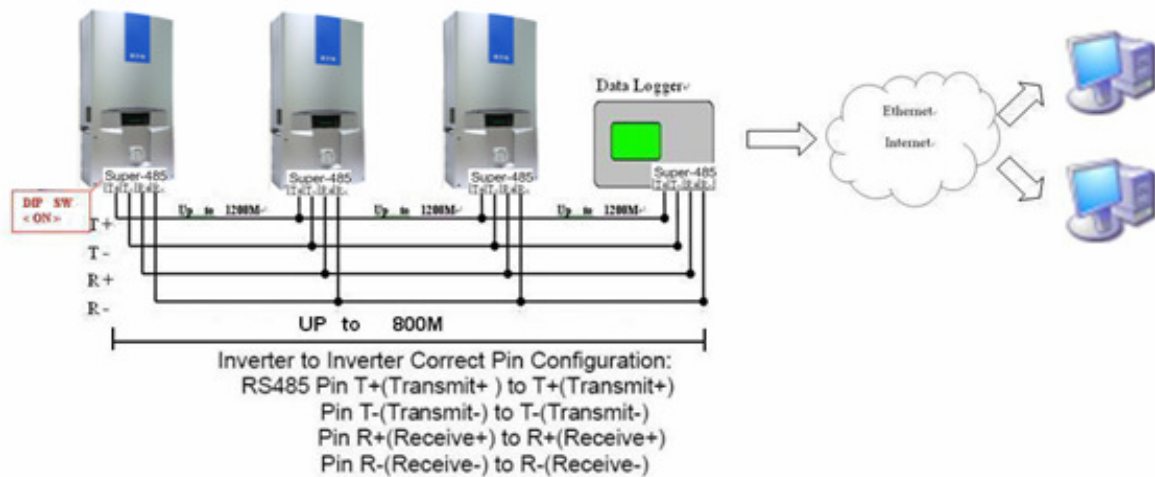 Data Logger
Ethernet
Internet
Super-485
Super-485
Super-485
Super-485
DIP SW
< ON >
Up to 1200M
Up to 1200M
Up to 1200M
T+
T-
R+
R-
UP to 800M
Inverter to Inverter Correct Pin Configuration:
RS485 Pin T+(Transmit+ ) to T+(Transmit+)
Pin T-(Transmit-) to T-(Transmit-)
Pin R+(Receive+) to R+(Receive+)
Pin R-(Receive-) to R-(Receive-)